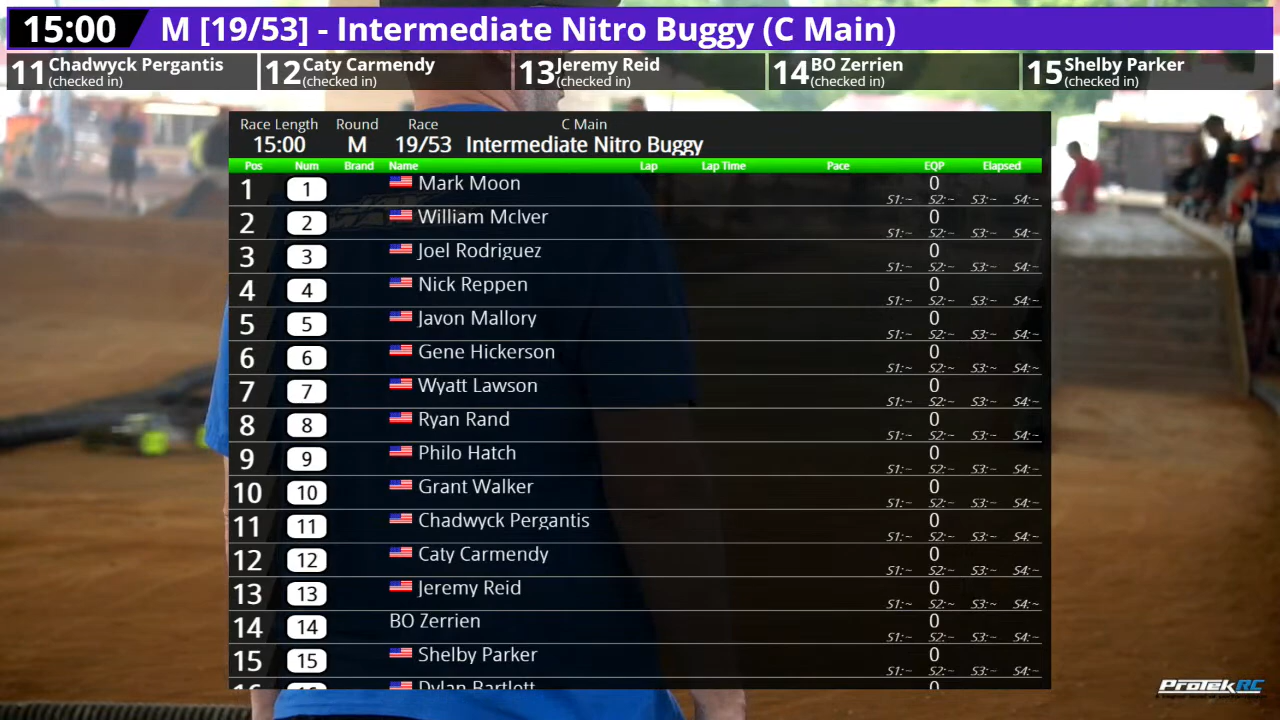 15:00 M [19/53] - Intermediate Nitro Buggy (C Main)
11 Chadwyck Pergantis (checked in) 12 Caty Carmendy (checked in) 13 Jeremy Reid (checked in) 14 BO Zerrien (checked in) 15 Shelby Parker (checked in)
Race Length Round Race C Main
15:00 M 19/53 Intermediate Nitro Buggy
Pos Num Brand Name Lap Lap Time Pace EQP Elapsed
1 1 Mark Moon 0 S1:~ S2:~ S3:~ S4:~
2 2 William McIver 0 S1:~ S2:~ S3:~ S4:~
3 3 Joel Rodriguez 0 S1:~ S2:~ S3:~ S4:~
4 4 Nick Reppen 0 S1:~ S2:~ S3:~ S4:~
5 5 Javon Mallory 0 S1:~ S2:~ S3:~ S4:~
6 6 Gene Hickerson 0 S1:~ S2:~ S3:~ S4:~
7 7 Wyatt Lawson 0 S1:~ S2:~ S3:~ S4:~
8 8 Ryan Rand 0 S1:~ S2:~ S3:~ S4:~
9 9 Philo Hatch 0 S1:~ S2:~ S3:~ S4:~
10 10 Grant Walker 0 S1:~ S2:~ S3:~ S4:~
11 11 Chadwyck Pergantis 0 S1:~ S2:~ S3:~ S4:~
12 12 Caty Carmendy 0 S1:~ S2:~ S3:~ S4:~
13 13 Jeremy Reid 0 S1:~ S2:~ S3:~ S4:~
14 14 BO Zerrien 0 S1:~ S2:~ S3:~ S4:~
15 15 Shelby Parker 0 S1:~ S2:~ S3:~ S4:~
16 16 Dylan Bartlett 0
PROTEKRC